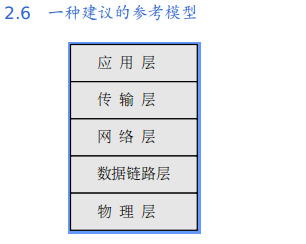 2.6 一种建议的参考模型
应用层
传输层
网络层
数据链路层
物理层